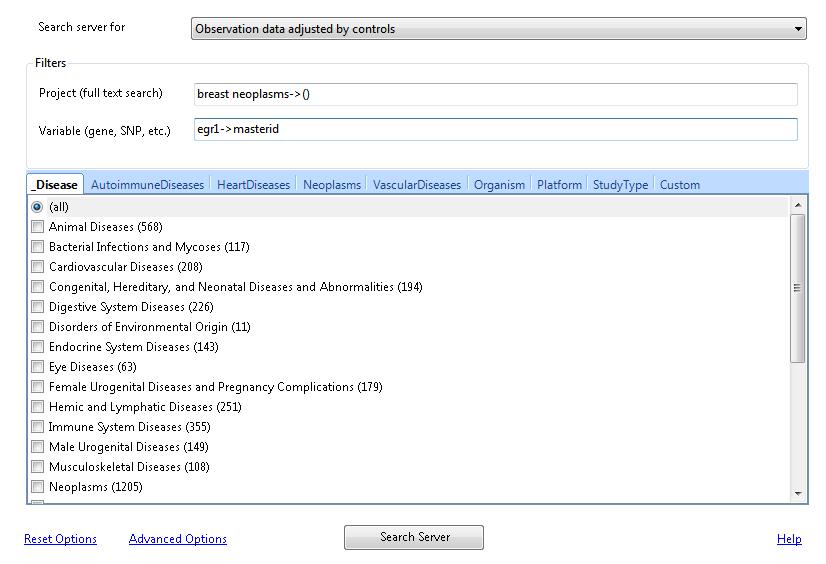 Search server for Observation data adjusted by controls
Filters
Project (full text search) breast neoplasms->()
Variable (gene, SNP, etc.) egr1->masterid
_Disease AutoimmuneDiseases HeartDiseases Neoplasms VascularDiseases Organism Platform StudyType Custom
(all)
Animal Diseases (568)
Bacterial Infections and Mycoses (117)
Cardiovascular Diseases (208)
Congenital, Hereditary, and Neonatal Diseases and Abnormalities (194)
Digestive System Diseases (226)
Disorders of Environmental Origin (11)
Endocrine System Diseases (143)
Eye Diseases (63)
Female Urogenital Diseases and Pregnancy Complications (179)
Hemic and Lymphatic Diseases (251)
Immune System Diseases (355)
Male Urogenital Diseases (149)
Musculoskeletal Diseases (108)
Neoplasms (1205)
Reset Options Advanced Options Search Server Help